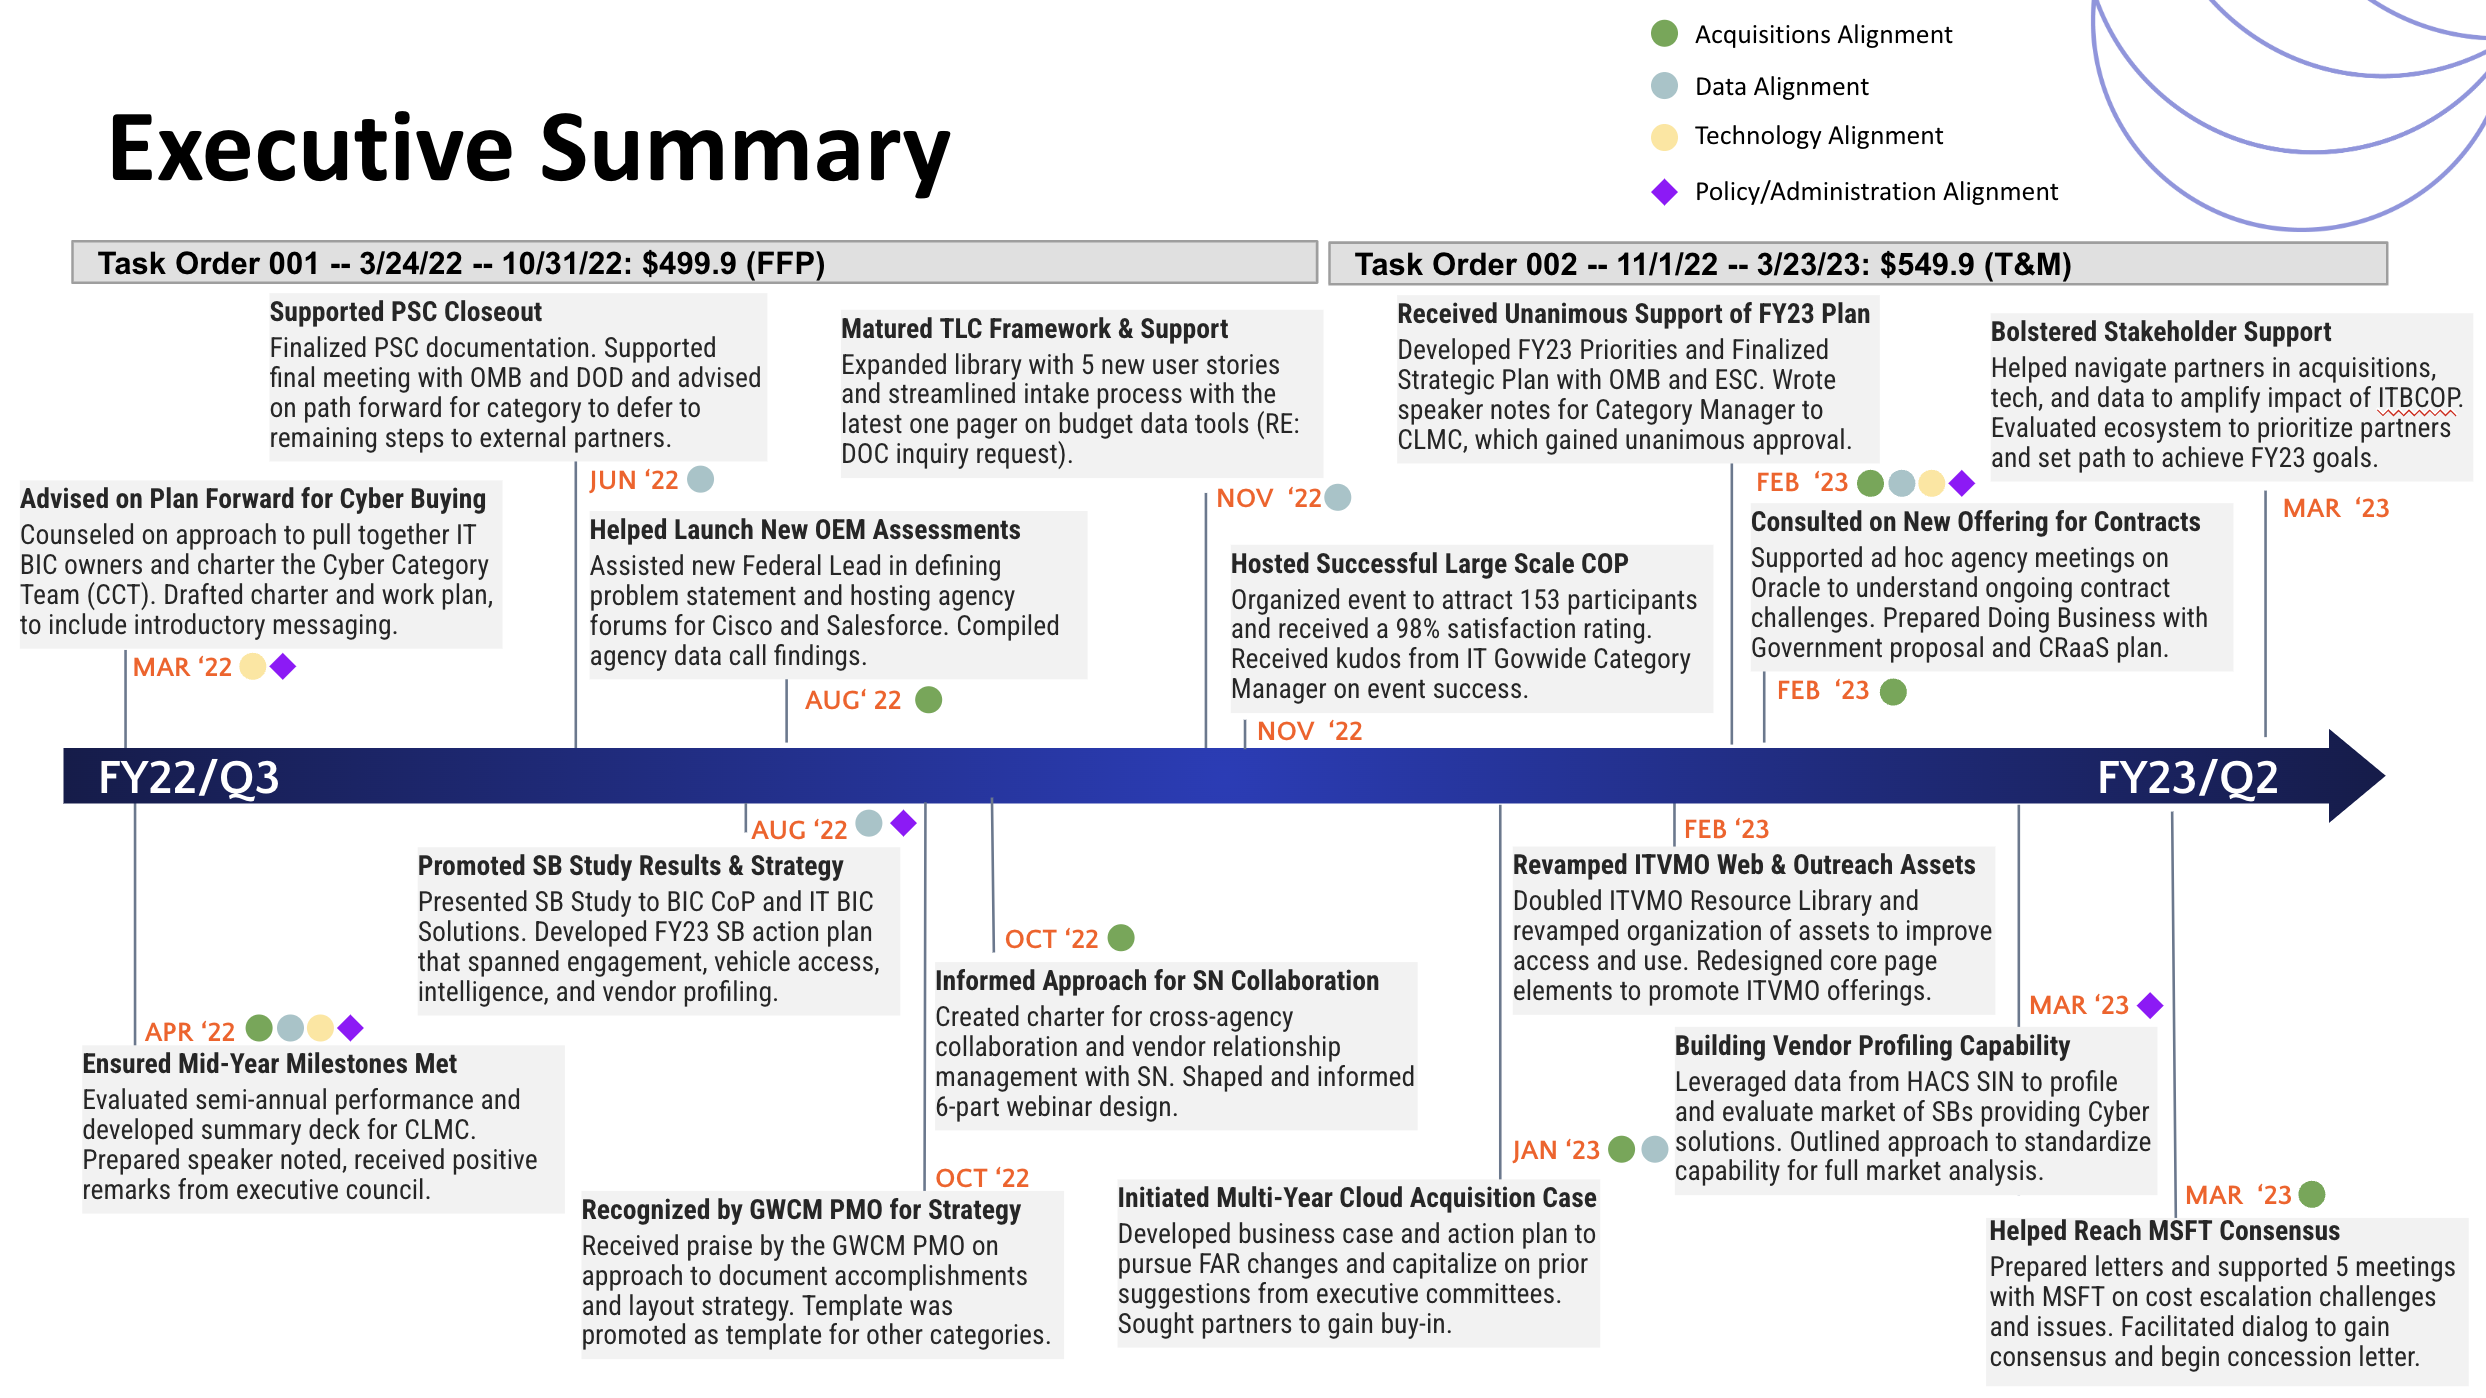 Acquisitions Alignment
Data Alignment
Technology Alignment
Policy/Administration Alignment
Executive Summary
Task Order 001 -- 3/24/22 -- 10/31/22: $499.9 (FFP)
Task Order 002 -- 11/1/22 -- 3/23/23: $549.9 (T&M)
Supported PSC Closeout
Finalized PSC documentation. Supported
final meeting with OMB and DOD and advised
on path forward for category to defer to
remaining steps to external partners.
JUN ‘22
Matured TLC Framework & Support
Expanded library with 5 new user stories
and streamlined intake process with the
latest one pager on budget data tools (RE:
DOC inquiry request).
NOV ‘22
Received Unanimous Support of FY23 Plan
Developed FY23 Priorities and Finalized
Strategic Plan with OMB and ESC. Wrote
speaker notes for Category Manager to
CLMC, which gained unanimous approval.
FEB ‘23
Bolstered Stakeholder Support
Helped navigate partners in acquisitions,
tech, and data to amplify impact of ITBCOP.
Evaluated ecosystem to prioritize partners
and set path to achieve FY23 goals.
MAR ‘23
Advised on Plan Forward for Cyber Buying
Counseled on approach to pull together IT
BIC owners and charter the Cyber Category
Team (CCT). Drafted charter and work plan,
to include introductory messaging.
MAR ‘22
Helped Launch New OEM Assessments
Assisted new Federal Lead in defining
problem statement and hosting agency
forums for Cisco and Salesforce. Compiled
agency data call findings.
AUG‘ 22
Hosted Successful Large Scale COP
Organized event to attract 153 participants
and received a 98% satisfaction rating.
Received kudos from IT Govwide Category
Manager on event success.
NOV ‘22
Consulted on New Offering for Contracts
Supported ad hoc agency meetings on
Oracle to understand ongoing contract
challenges. Prepared Doing Business with
Government proposal and CRaaS plan.
FEB ‘23
FY22/Q3
FY23/Q2
AUG ‘22
Promoted SB Study Results & Strategy
Presented SB Study to BIC CoP and IT BIC
Solutions. Developed FY23 SB action plan
that spanned engagement, vehicle access,
intelligence, and vendor profiling.
FEB ‘23
Revamped ITVMO Web & Outreach Assets
Doubled ITVMO Resource Library and
revamped organization of assets to improve
access and use. Redesigned core page
elements to promote ITVMO offerings.
OCT ‘22
Informed Approach for SN Collaboration
Created charter for cross-agency
collaboration and vendor relationship
management with SN. Shaped and informed
6-part webinar design.
APR ‘22
Ensured Mid-Year Milestones Met
Evaluated semi-annual performance and
developed summary deck for CLMC.
Prepared speaker noted, received positive
remarks from executive council.
MAR ‘23
Building Vendor Profiling Capability
Leveraged data from HACS SIN to profile
and evaluate market of SBs providing Cyber
solutions. Outlined approach to standardize
capability for full market analysis.
OCT ‘22
Recognized by GWCM PMO for Strategy
Received praise by the GWCM PMO on
approach to document accomplishments
and layout strategy. Template was
promoted as template for other categories.
JAN ‘23
Initiated Multi-Year Cloud Acquisition Case
Developed business case and action plan to
pursue FAR changes and capitalize on prior
suggestions from executive committees.
Sought partners to gain buy-in.
MAR ‘23
Helped Reach MSFT Consensus
Prepared letters and supported 5 meetings
with MSFT on cost escalation challenges
and issues. Facilitated dialog to gain
consensus and begin concession letter.